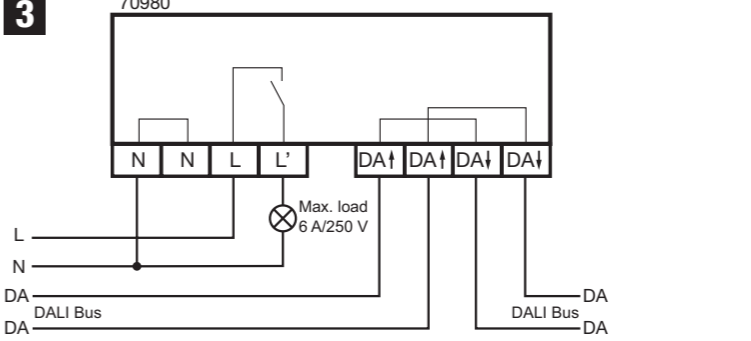 3
70980
N N L L’ DA↑ DA↑ DA↓ DA↓
Max. load
6 A/250 V
L
N
DA
DALI Bus
DA
DA
DALI Bus
DA